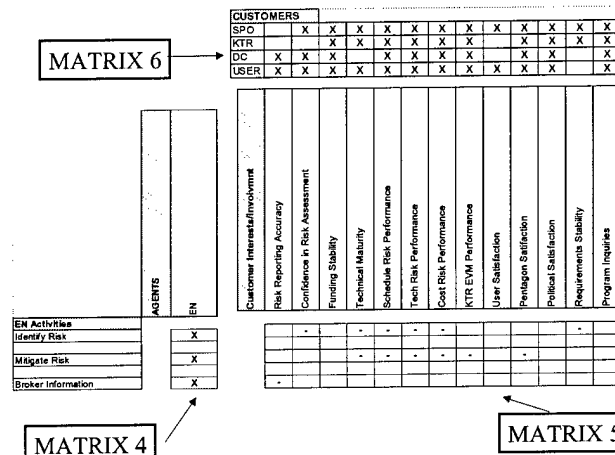 CUSTOMERS
SPO X X X X X X X X X X X X
KTR X X X X X X X X X X
DC X X X X X X X X X X
USER X X X X X X X X X X X X
MATRIX 6
AGENTS
EN
Customer Interests/Involvmnt
Risk Reporting Accuracy
Confidence in Risk Assessment
Funding Stability
Technical Maturity
Schedule Risk Performance
Tech Risk Performance
Cost Risk Performance
KTR EVM Performance
User Satisfaction
Pentagon Satifection
Political Satisfaction
Requirements Stability
Program Inquiries
EN Activities
Identify Risk X - - - - - -
Mitigate Risk X - - - - - -
Broker Information X -
MATRIX 4
MATRIX 5